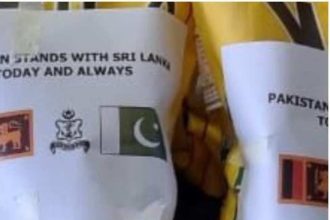 N STANDS WITH SRI LANKA
TODAY AND ALWAYS
PAKISTAN
TO